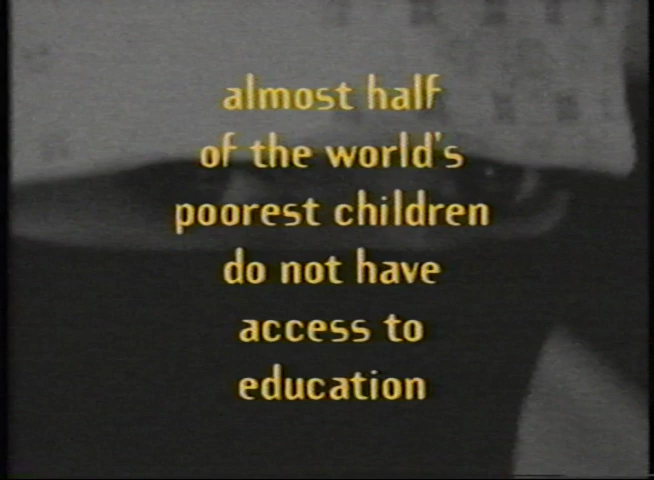 almost half
of the world's
poorest children
do not have
access to
education